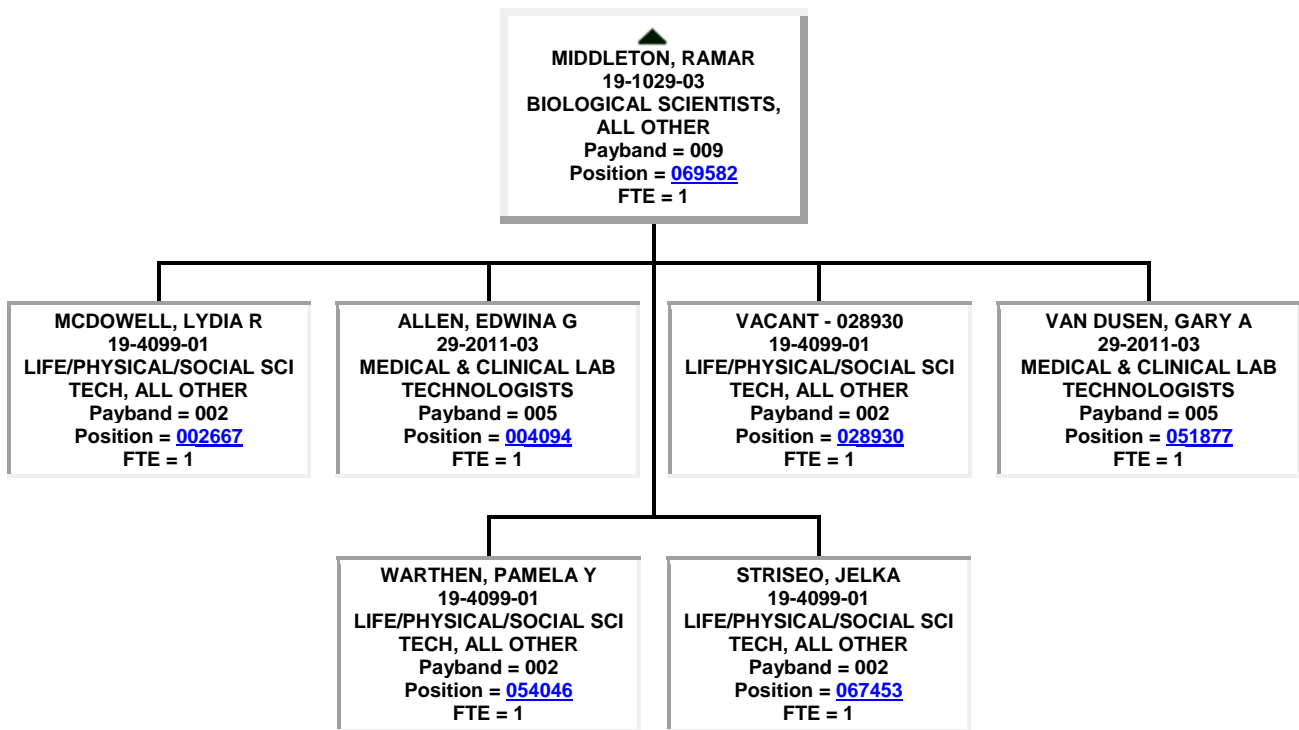 MIDDLETON, RAMAR
19-1029-03
BIOLOGICAL SCIENTISTS,
ALL OTHER
Payband = 009
Position = 069582
FTE = 1
MCDOWELL, LYDIA R
19-4099-01
LIFE/PHYSICAL/SOCIAL SCI
TECH, ALL OTHER
Payband = 002
Position = 002667
FTE = 1
ALLEN, EDWINA G
29-2011-03
MEDICAL & CLINICAL LAB
TECHNOLOGISTS
Payband = 005
Position = 004094
FTE = 1
VACANT - 028930
19-4099-01
LIFE/PHYSICAL/SOCIAL SCI
TECH, ALL OTHER
Payband = 002
Position = 028930
FTE = 1
VAN DUSEN, GARY A
29-2011-03
MEDICAL & CLINICAL LAB
TECHNOLOGISTS
Payband = 005
Position = 051877
FTE = 1
WARTHEN, PAMELA Y
19-4099-01
LIFE/PHYSICAL/SOCIAL SCI
TECH, ALL OTHER
Payband = 002
Position = 054046
FTE = 1
STRISEO, JELKA
19-4099-01
LIFE/PHYSICAL/SOCIAL SCI
TECH, ALL OTHER
Payband = 002
Position = 067453
FTE = 1